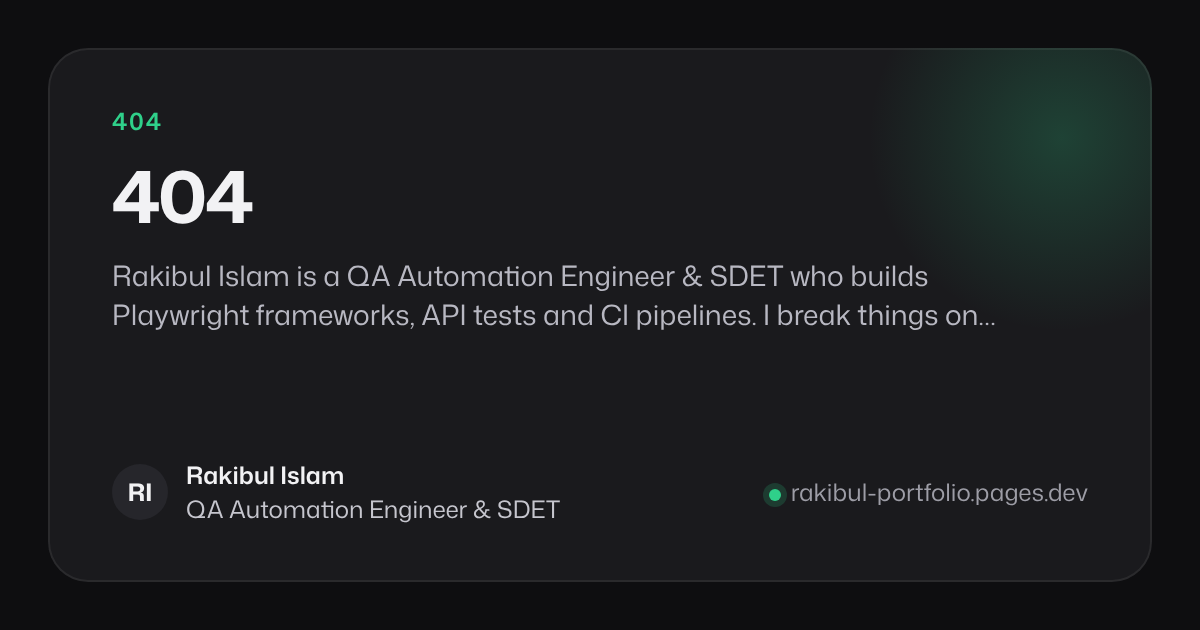 404
404
Rakibul Islam is a QA Automation Engineer & SDET who builds
Playwright frameworks, API tests and CI pipelines. I break things on...
RI
Rakibul Islam
QA Automation Engineer & SDET
rakibul-portfolio.pages.dev